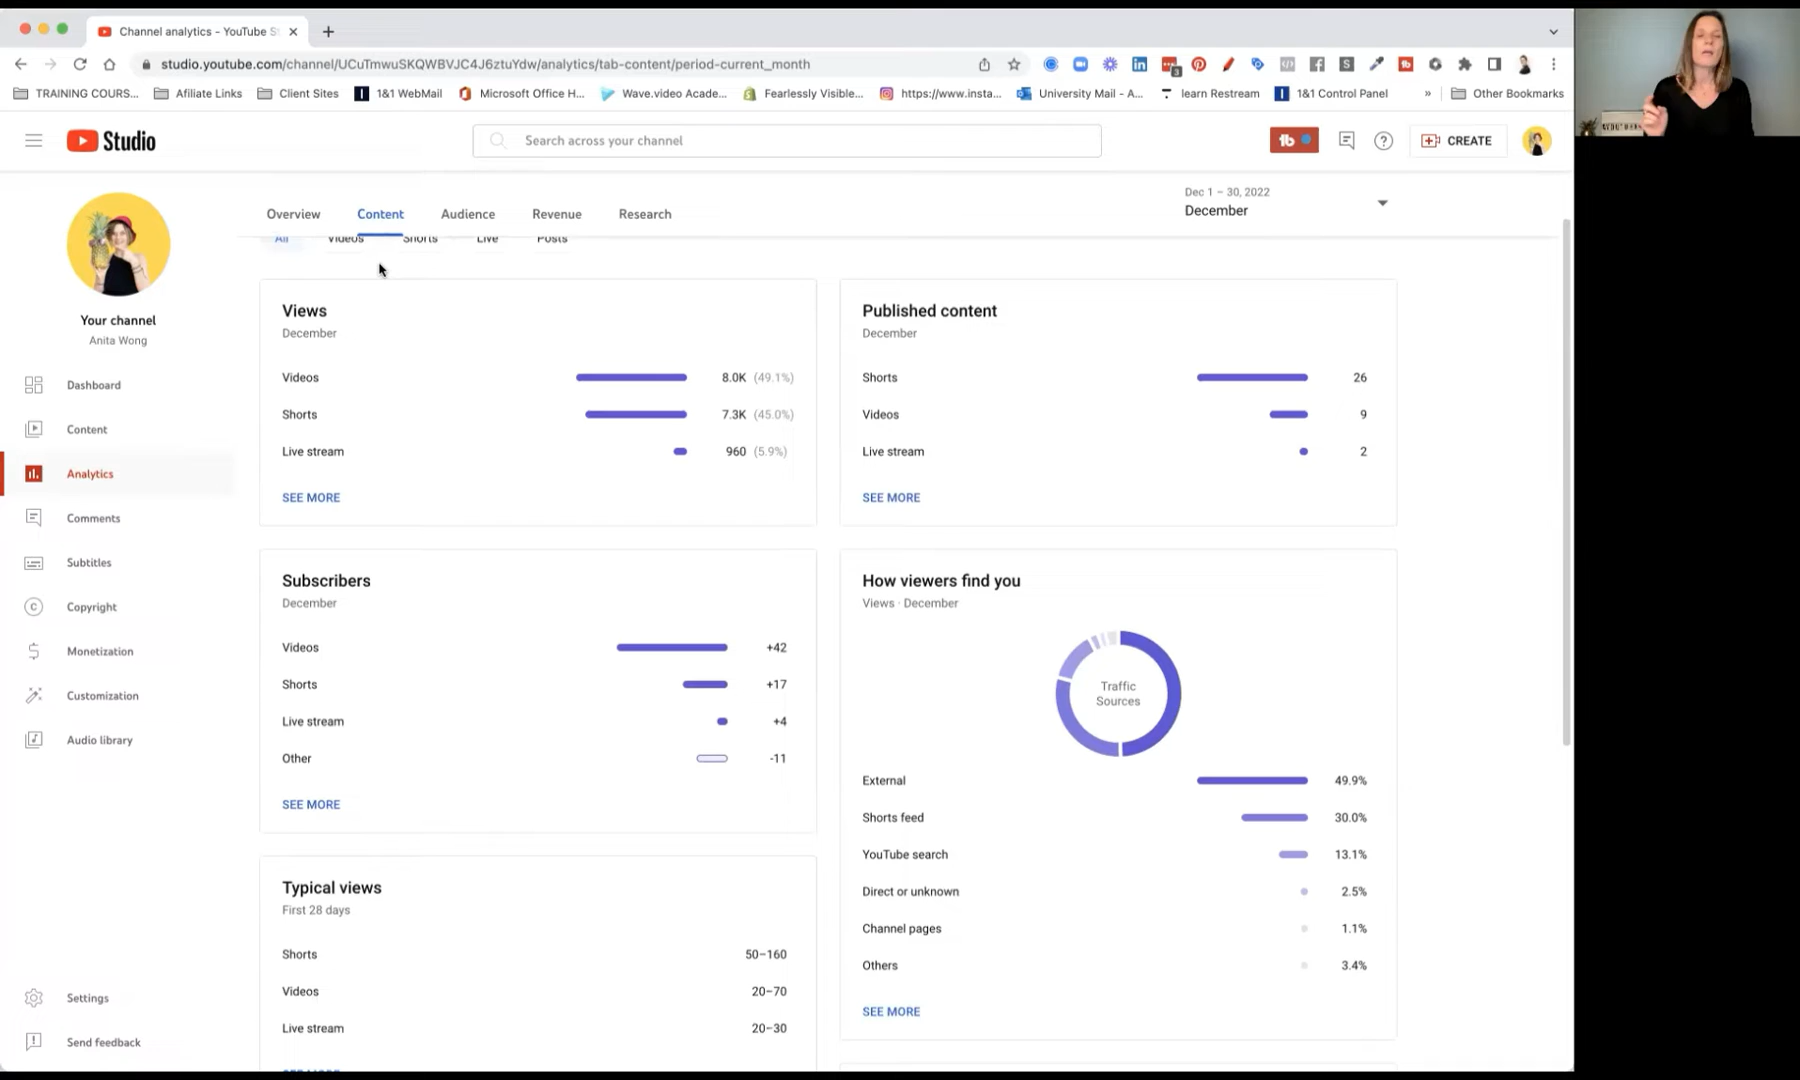 Channel analytics - YouTube S
studio.youtube.com/channel/UCuTmwuSKQWBVJC4J6ztuYdw/analytics/tab-content/period-current_month
TRAINING COURS... Afiliate Links Client Sites 1&1 WebMail Microsoft Office H... Wave.video Acade... Fearlessly Visible... https://www.insta... University Mail - A... learn Restream 1&1 Control Panel » Other Bookmarks
Studio
Search across your channel
CREATE
Your channel
Anita Wong
Dashboard
Content
Analytics
Comments
Subtitles
Copyright
Monetization
Customization
Audio library
Settings
Send feedback
Overview Content Audience Revenue Research
Dec 1 – 30, 2022
December
All Videos Shorts Live Posts
Views
December
Videos 8.0K (49.1%)
Shorts 7.3K (45.0%)
Live stream 960 (5.9%)
SEE MORE
Published content
December
Shorts 26
Videos 9
Live stream 2
SEE MORE
Subscribers
December
Videos +42
Shorts +17
Live stream +4
Other -11
SEE MORE
How viewers find you
Views · December
Traffic
Sources
External 49.9%
Shorts feed 30.0%
YouTube search 13.1%
Direct or unknown 2.5%
Channel pages 1.1%
Others 3.4%
SEE MORE
Typical views
First 28 days
Shorts 50–160
Videos 20–70
Live stream 20–30